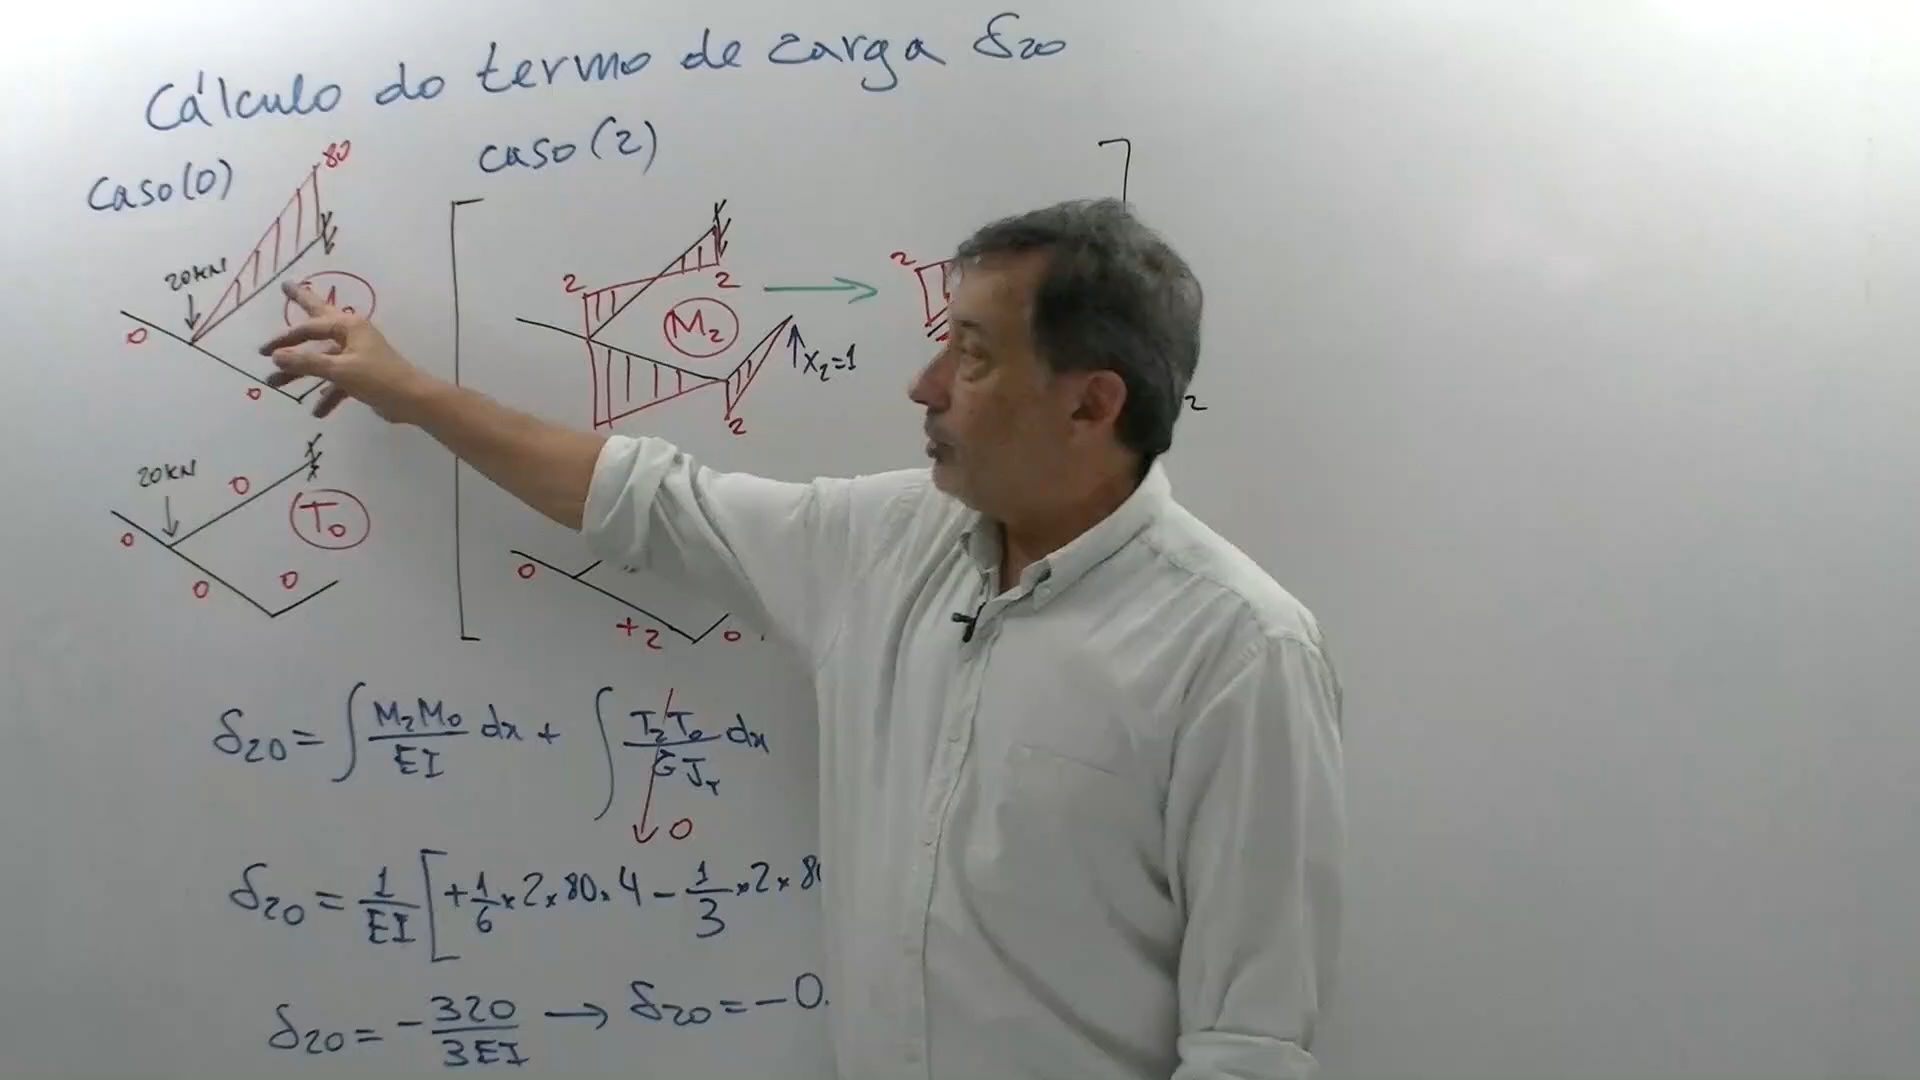 Cálculo do termo de carga δ20
caso(0)
caso(2)
80
20KN
0
0
2
2
M2
X2=1
2
2
2
20KN
0
T0
0
0
0
0
+2
0
δ20 = ∫ M2M0/EI dx + ∫ T2T0/GJT dx
0
δ20 = 1/EI [+1/6 × 2 × 80 × 4 - 1/3 × 2 × 80
δ20 = -320/3EI → δ20 = -0.